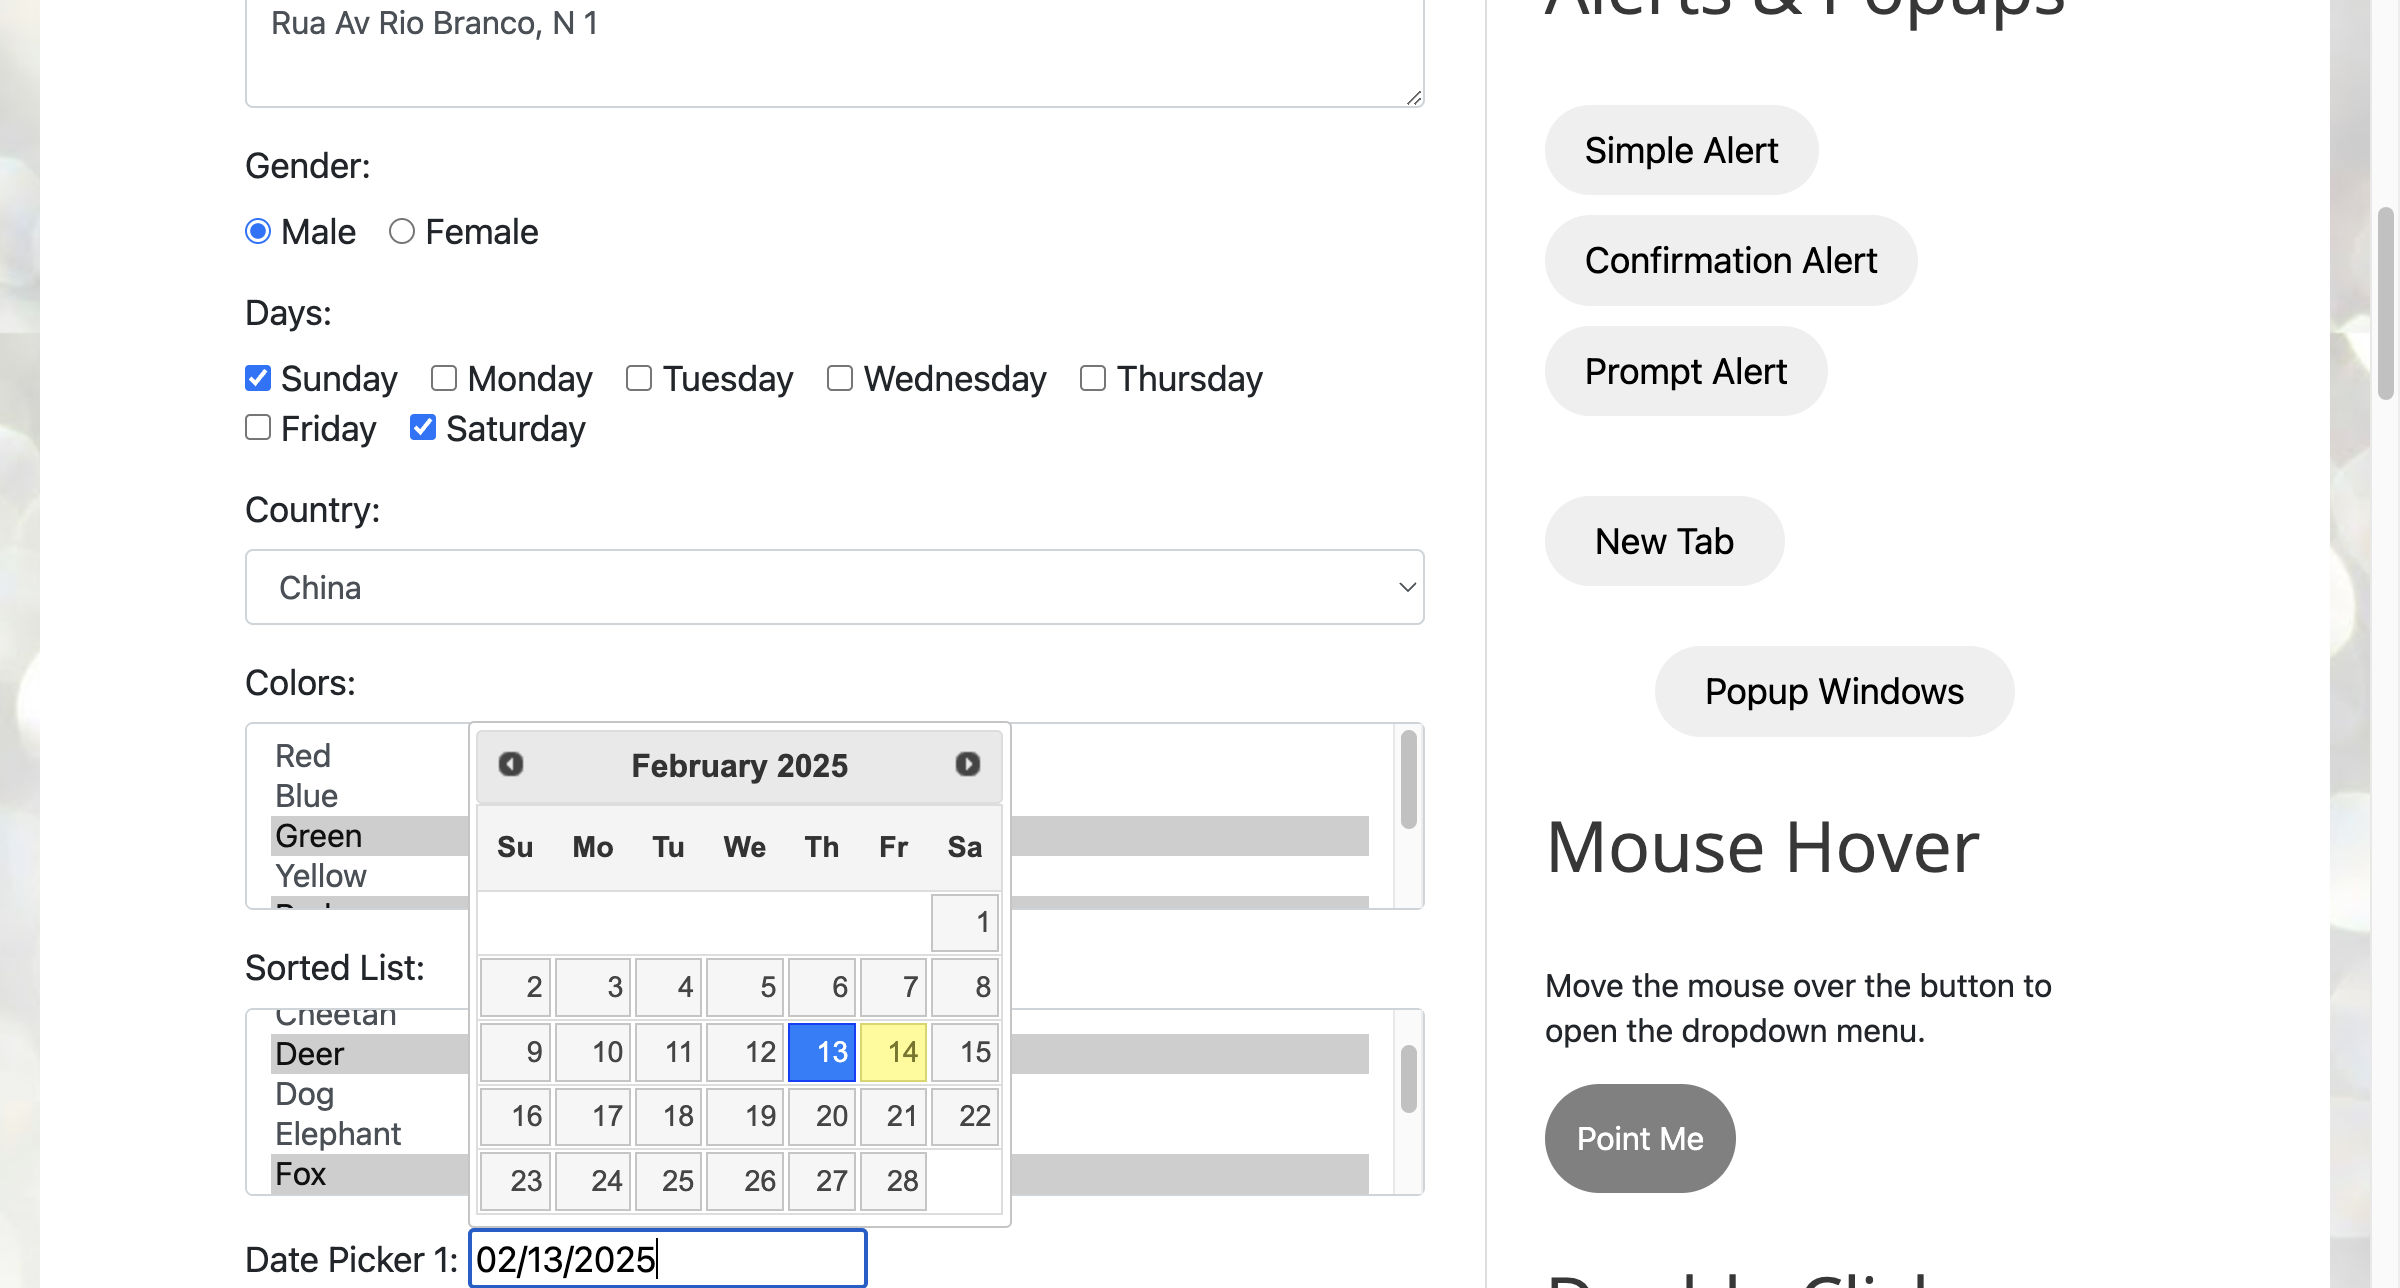 Rua Av Rio Branco, N 1
Gender:
Male Female
Days:
Sunday Monday Tuesday Wednesday Thursday
Friday Saturday
Country:
China
Colors:
Red
Blue
Green
Yellow
Sorted List:
Cheetah
Deer
Dog
Elephant
Fox
February 2025
Su Mo Tu We Th Fr Sa
1
2 3 4 5 6 7 8
9 10 11 12 13 14 15
16 17 18 19 20 21 22
23 24 25 26 27 28
Date Picker 1: 02/13/2025
Alerts & Popups
Simple Alert
Confirmation Alert
Prompt Alert
New Tab
Popup Windows
Mouse Hover
Move the mouse over the button to
open the dropdown menu.
Point Me
Double Click